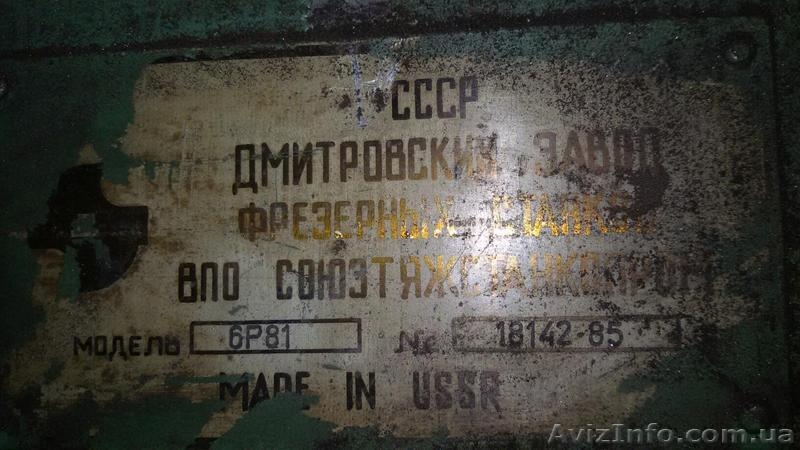 СССР
ДМИТРОВСКИЙ ЗАВОД
ФРЕЗЕРНЫХ СТАНКОВ
ВПО СОЮЗТЯЖСТАНКОПРОМ
МОДЕЛЬ 6Р81 № 18142-85
MADE IN USSR
AvizInfo.com.ua